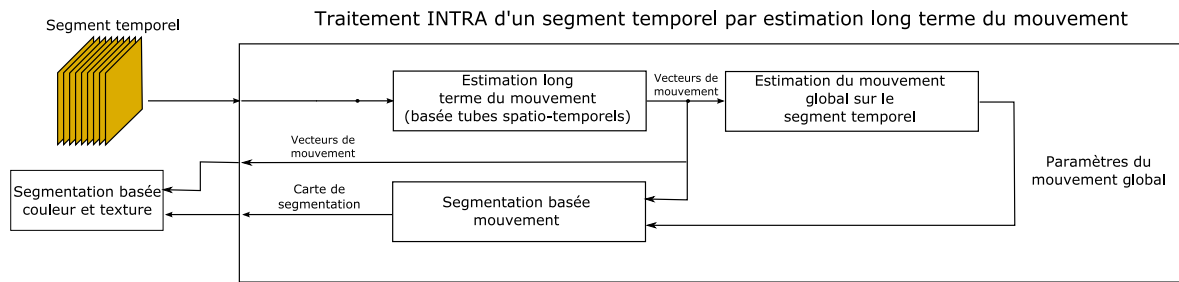 Traitement INTRA d'un segment temporel par estimation long terme du mouvement
Segment temporel
Estimation long
terme du mouvement
(basée tubes spatio-temporels)
Vecteurs de
mouvement
Estimation du mouvement
global sur le
segment temporel
Vecteurs de
mouvement
Paramètres du
mouvement global
Segmentation basée
couleur et texture
Carte de
segmentation
Segmentation basée
mouvement